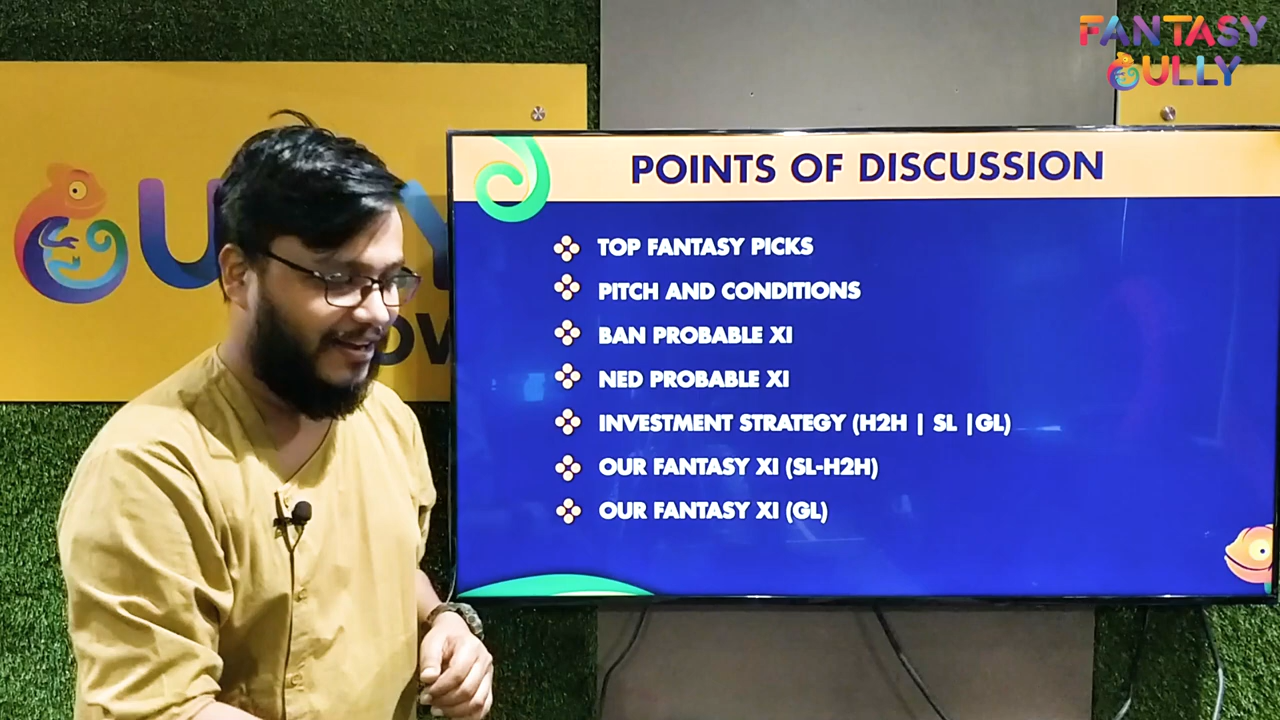 FANTASY
GULLY
POINTS OF DISCUSSION
TOP FANTASY PICKS
PITCH AND CONDITIONS
BAN PROBABLE XI
NED PROBABLE XI
INVESTMENT STRATEGY (H2H | SL |GL)
OUR FANTASY XI (SL-H2H)
OUR FANTASY XI (GL)